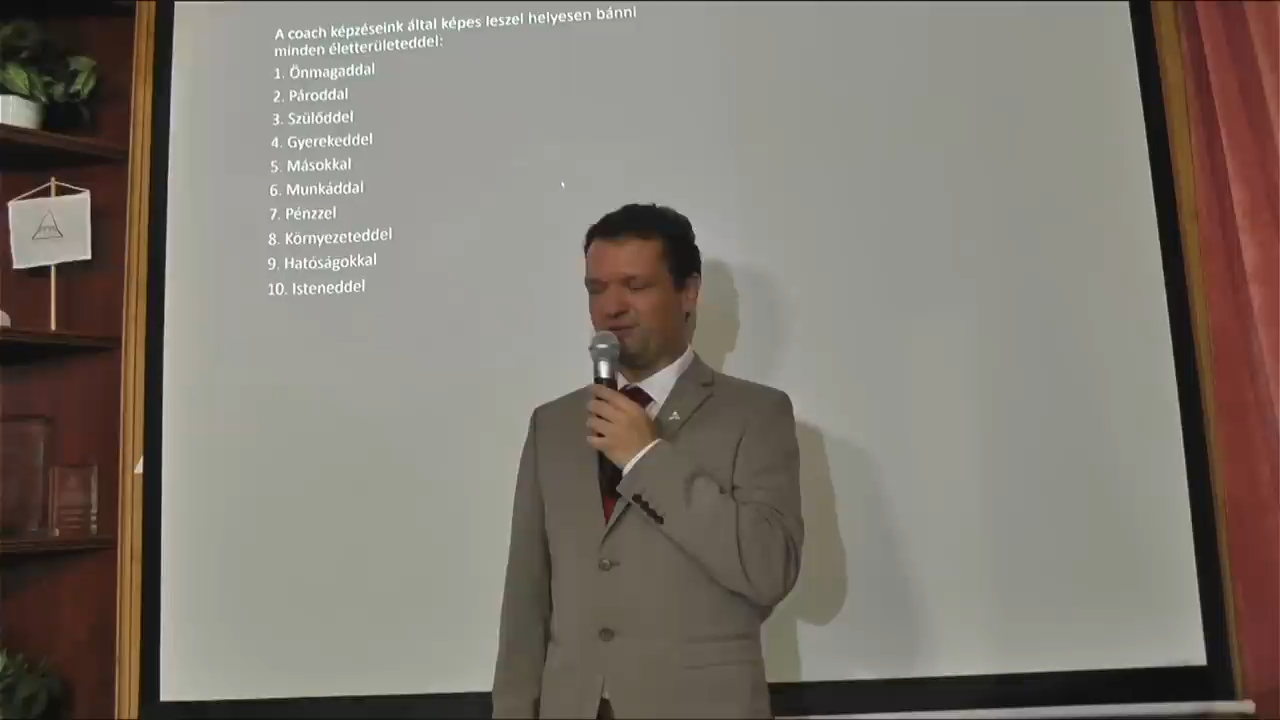 A coach képzéseink által képes leszel helyesen bánni
minden életterületeddel:
1. Önmagaddal
2. Pároddal
3. Szülőddel
4. Gyerekeddel
5. Másokkal
6. Munkáddal
7. Pénzzel
8. Környezeteddel
9. Hatóságokkal
10. Isteneddel